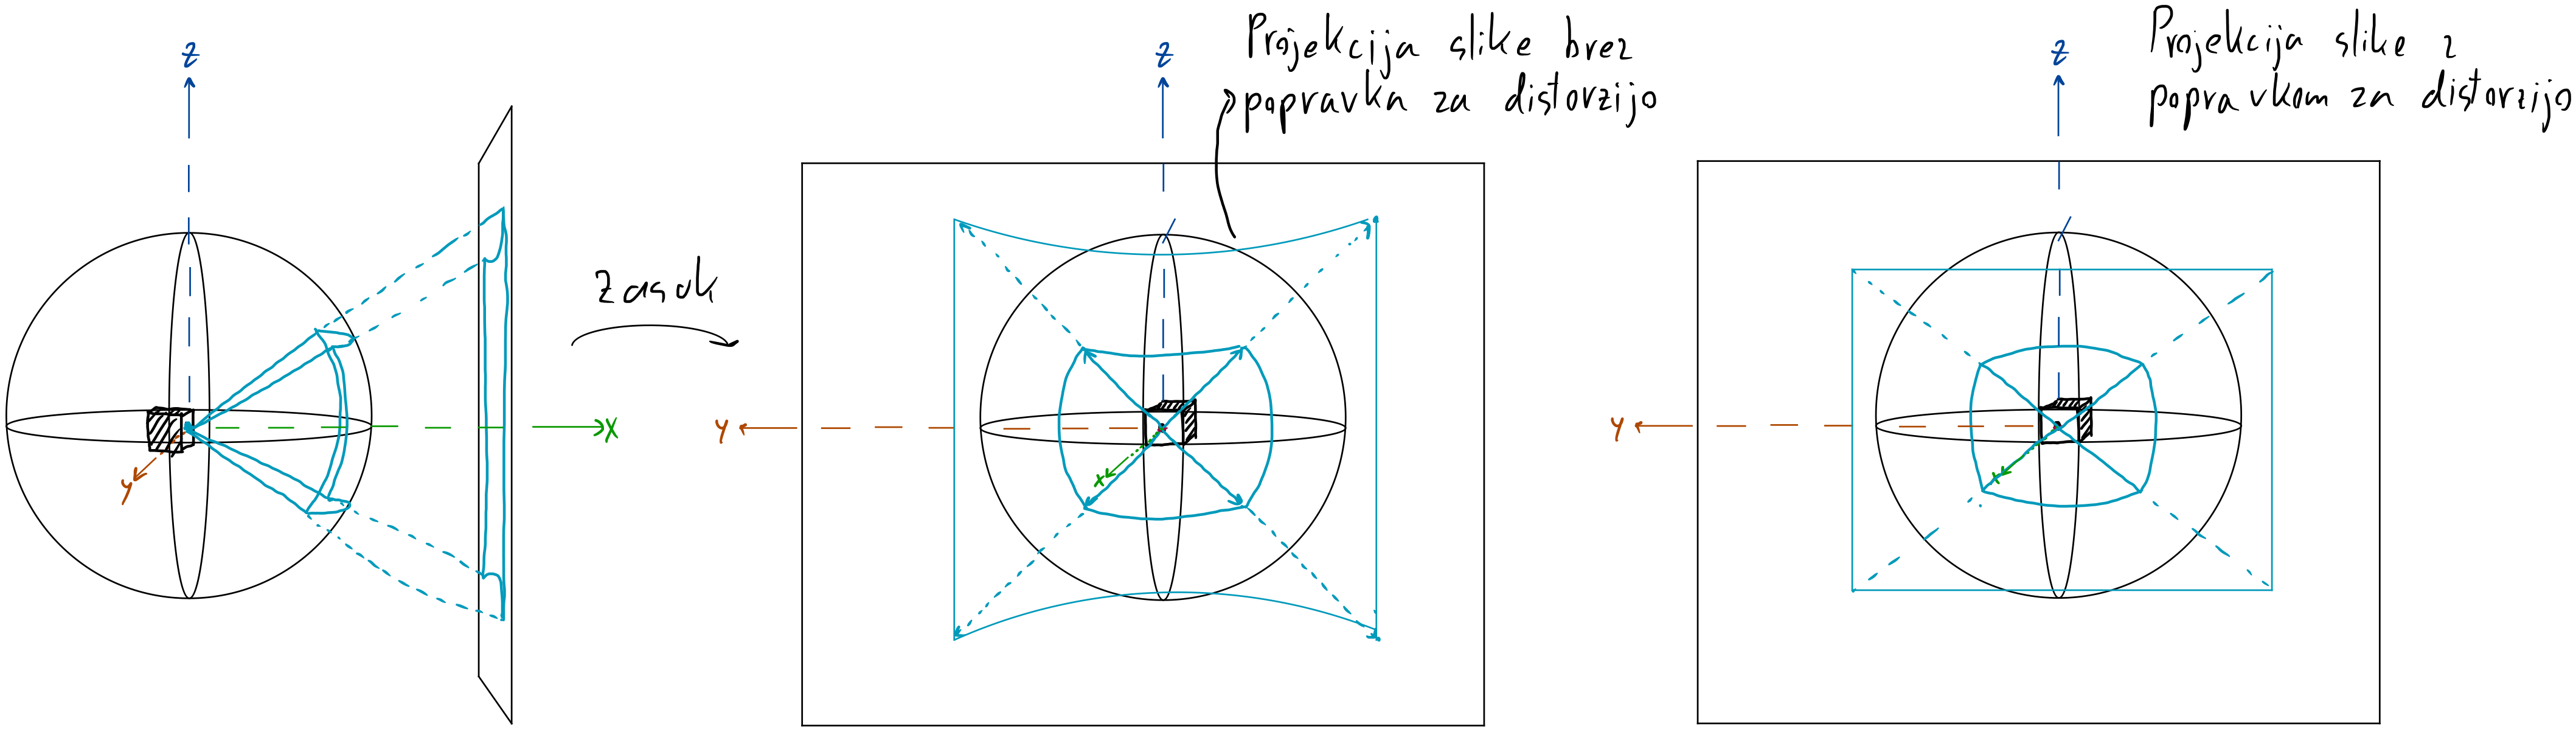 z
x
y
Zasuk
z
y
x
Projekcija slike brez
popravka za distorzijo
z
y
x
Projekcija slike z
popravkom za distorzijo